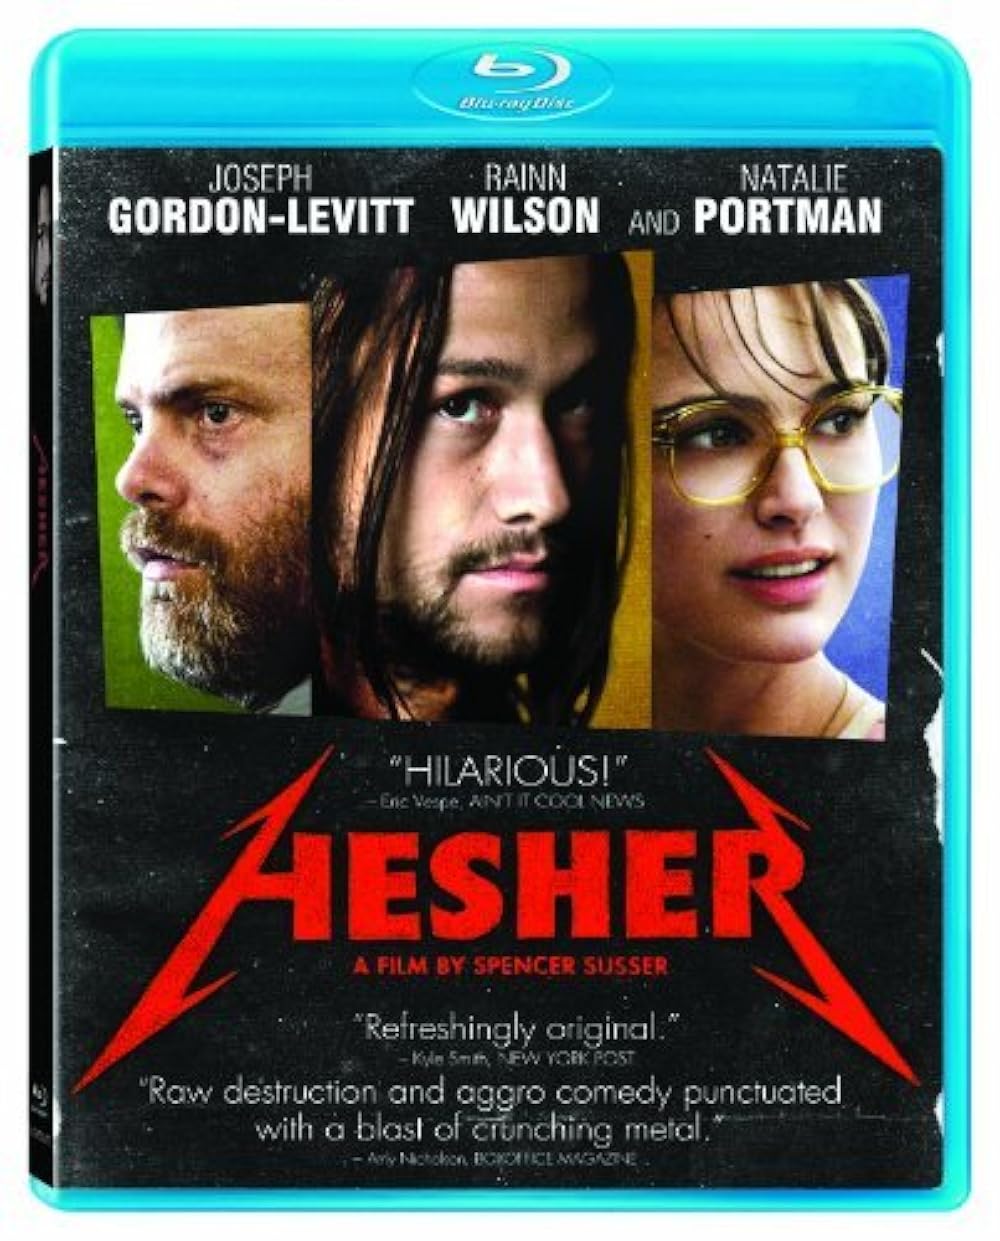 Blu-ray Disc
JOSEPH RAINN NATALIE
GORDON-LEVITT WILSON AND PORTMAN
"HILARIOUS!"
– Eric Vespe, AIN'T IT COOL NEWS
HESHER
A FILM BY SPENCER SUSSER
"Refreshingly original."
– Kyle Smith, NEW YORK POST
"Raw destruction and aggro comedy punctuated
with a blast of crunching metal."
– Amy Nicholson, BOXOFFICE MAGAZINE
HESHER